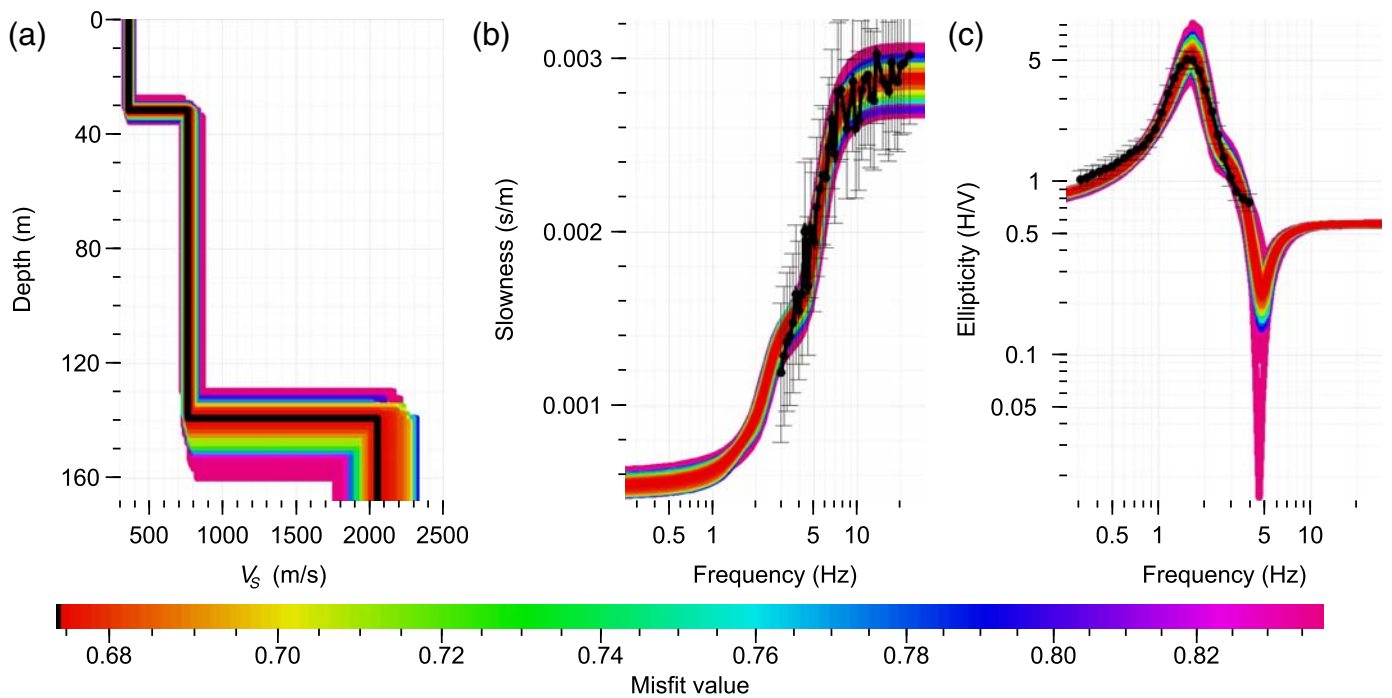 (a)
0
40
80
120
160
Depth (m)
500 1000 1500 2000 2500
Vs (m/s)
(b)
0.003
0.002
0.001
Slowness (s/m)
0.5 1 5 10
Frequency (Hz)
(c)
5
1
0.5
0.1
0.05
Ellipticity (H/V)
0.5 1 5 10
Frequency (Hz)
0.68 0.70 0.72 0.74 0.76 0.78 0.80 0.82
Misfit value